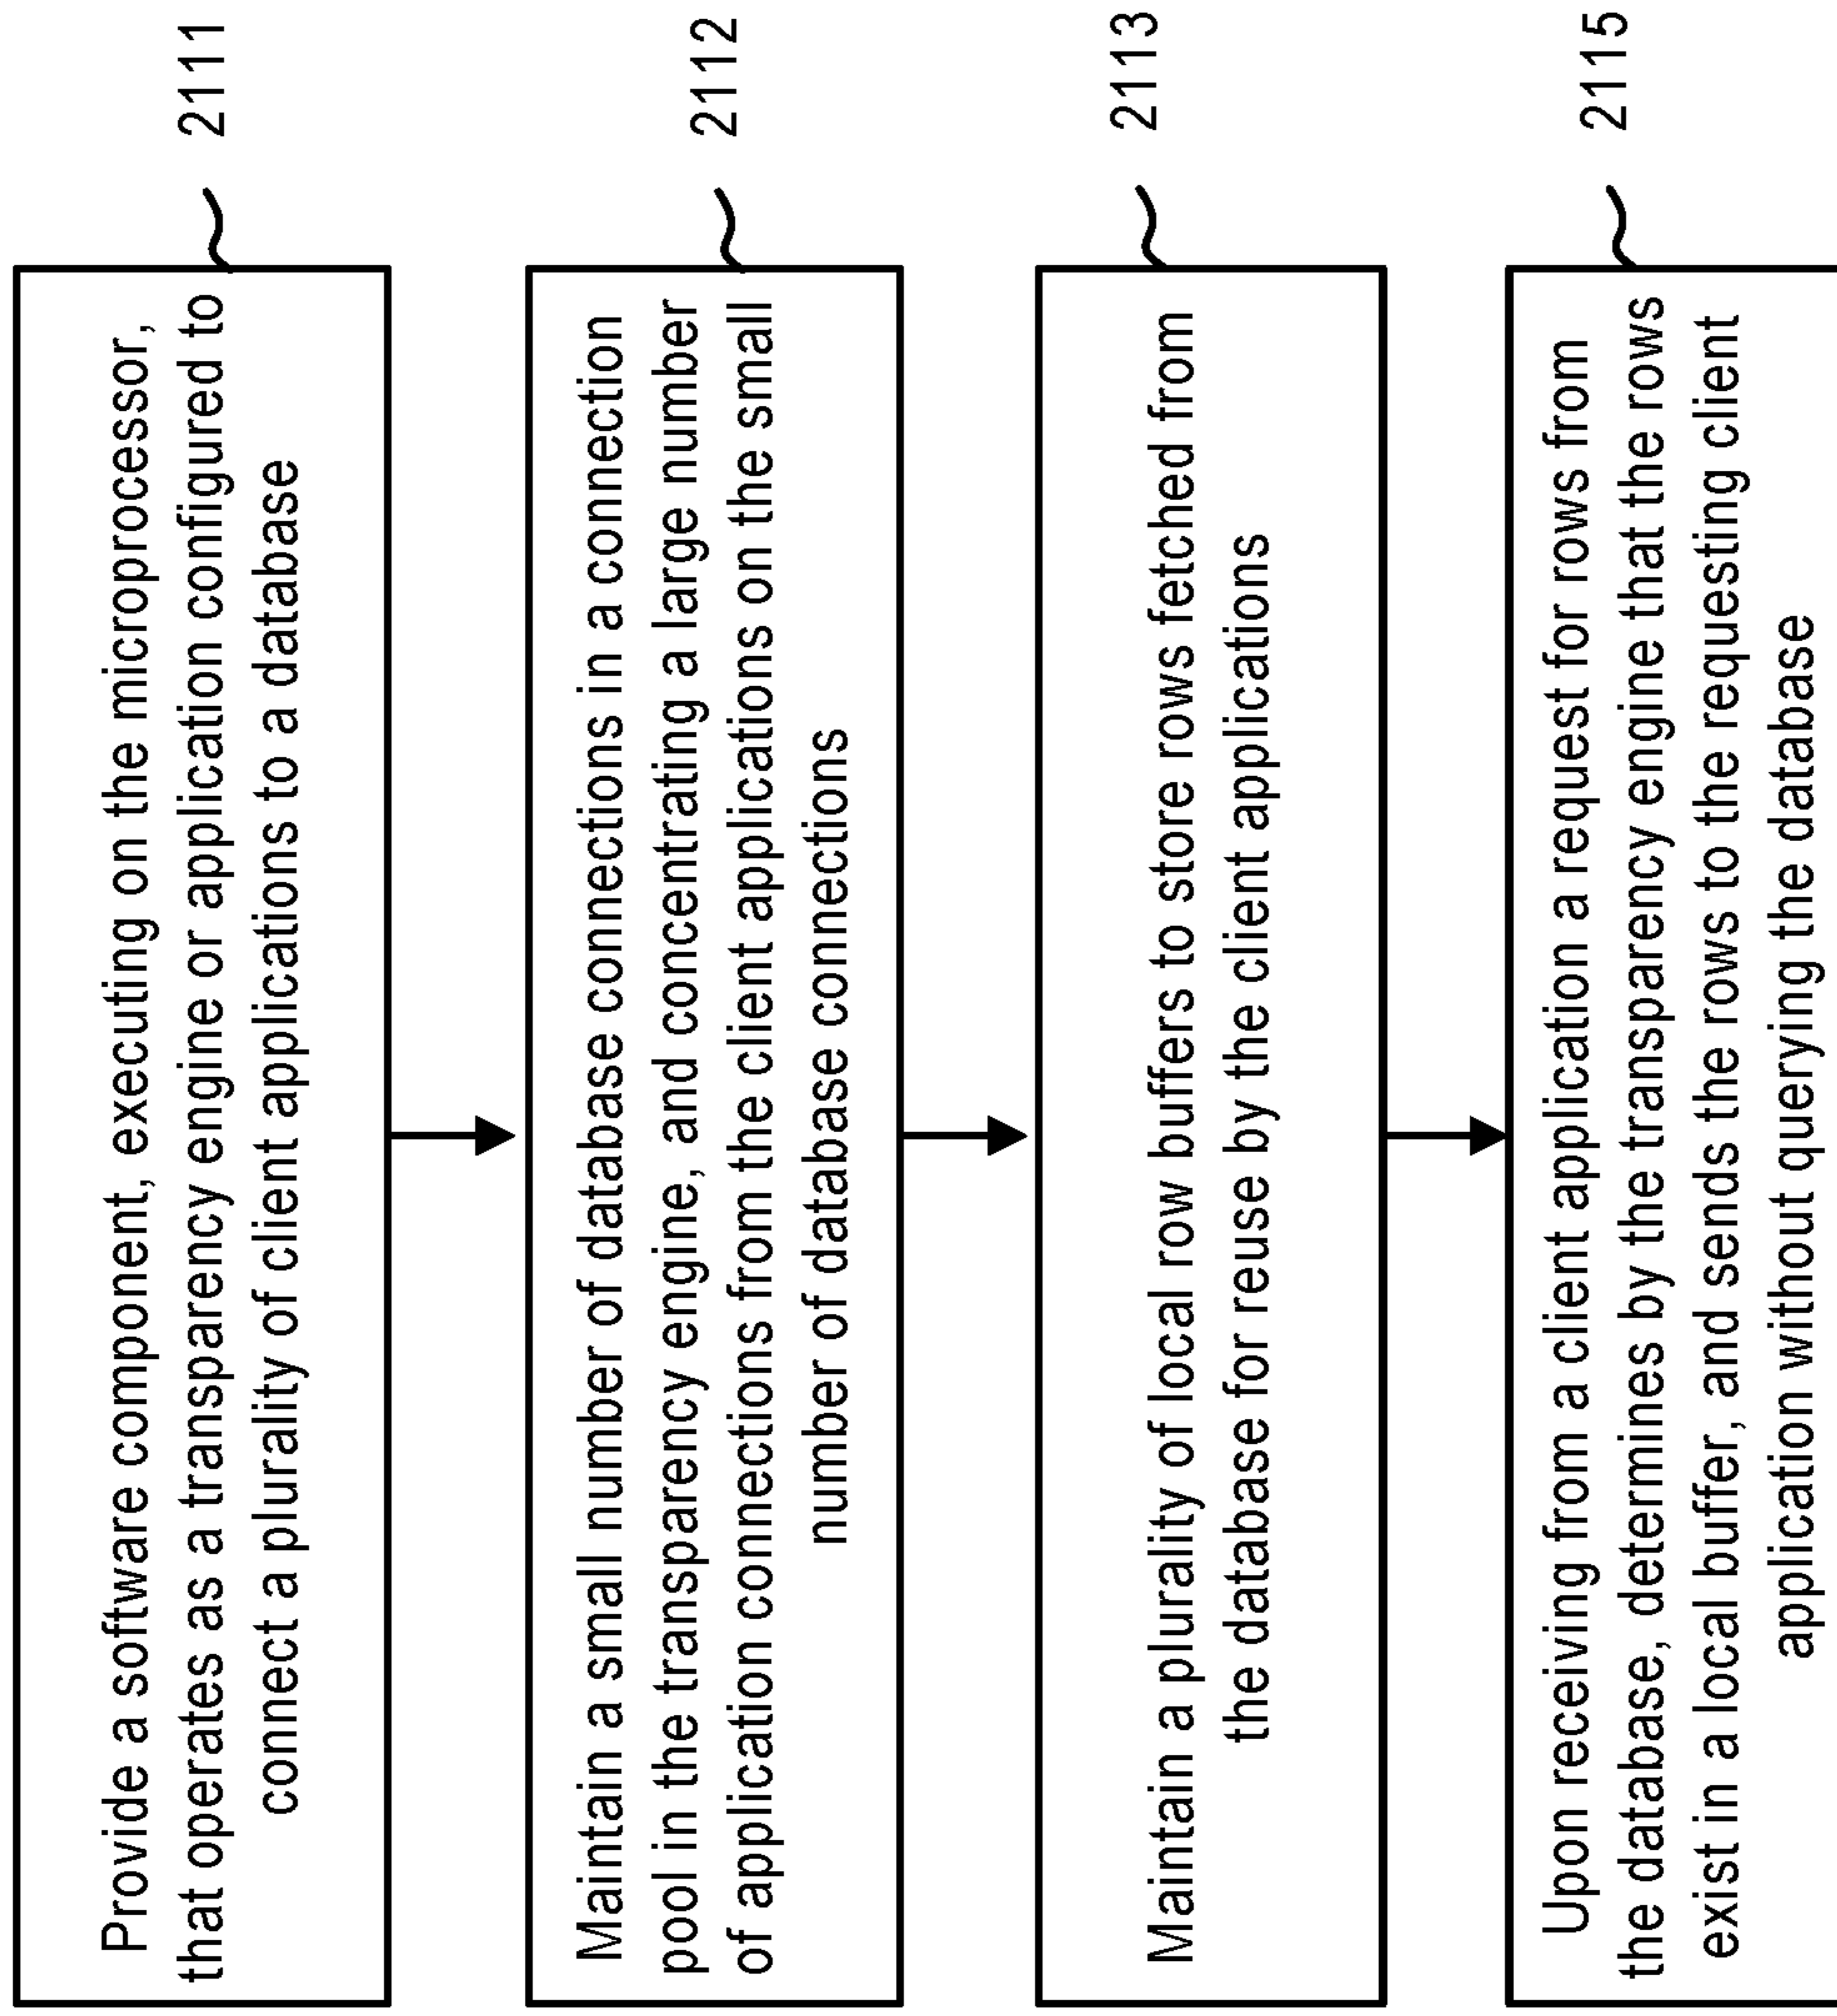 Provide a software component, executing on the microprocessor,
that operates as a transparency engine or application configured to
connect a plurality of client applications to a database
2111
Maintain a small number of database connections in a connection
pool in the transparency engine, and concentrating a large number
of application connections from the client applications on the small
number of database connections
2112
Maintain a plurality of local row buffers to store rows fetched from
the database for reuse by the client applications
2113
Upon receiving from a client application a request for rows from
the database, determines by the transparency engine that the rows
exist in a local buffer, and sends the rows to the requesting client
application without querying the database
2115